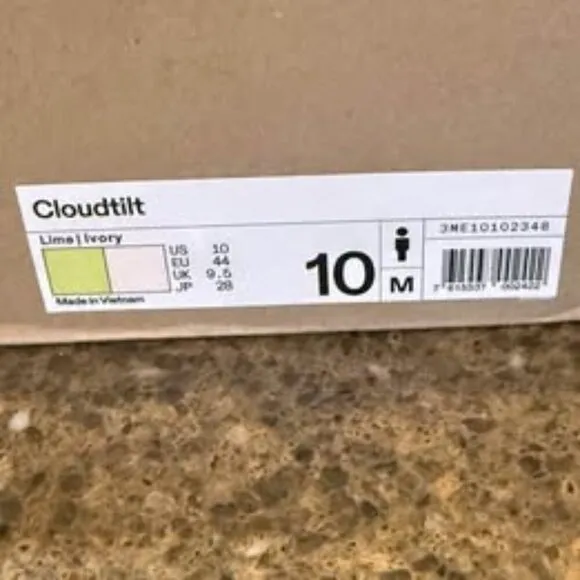 Cloudtilt
Lime | Ivory
US 10
EU 44
UK 9.5
JP 28
Made in Vietnam
10
M
3ME10102348